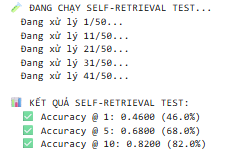 🧪 ĐANG CHẠY SELF-RETRIEVAL TEST...
Đang xử lý 1/50...
Đang xử lý 11/50...
Đang xử lý 21/50...
Đang xử lý 31/50...
Đang xử lý 41/50...
📊 KẾT QUẢ SELF-RETRIEVAL TEST:
✅ Accuracy @ 1: 0.4600 (46.0%)
✅ Accuracy @ 5: 0.6800 (68.0%)
✅ Accuracy @ 10: 0.8200 (82.0%)